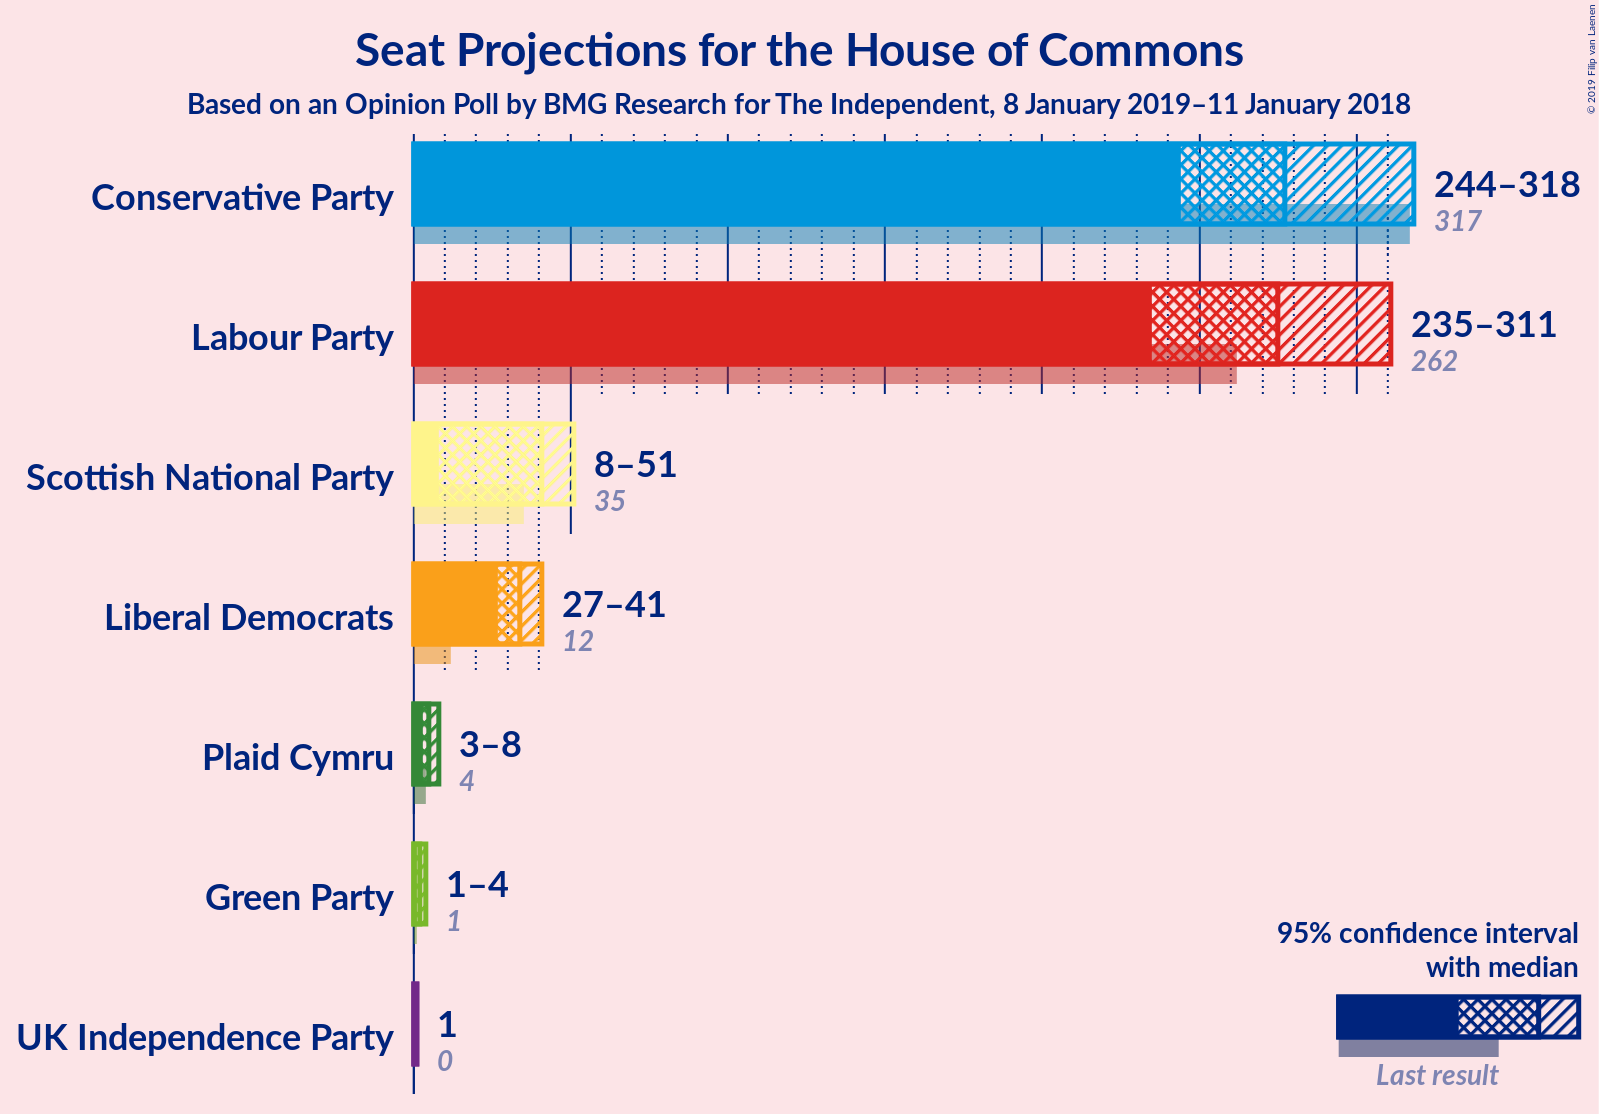 Seat Projections for the House of Commons
Based on an Opinion Poll by BMG Research for The Independent, 8 January 2019–11 January 2018
© 2019 Filip van Laenen
Conservative Party
244–318
317
Labour Party
235–311
262
Scottish National Party
8–51
35
Liberal Democrats
27–41
12
Plaid Cymru
3–8
4
Green Party
1–4
1
UK Independence Party
1
0
95% confidence interval
with median
Last result